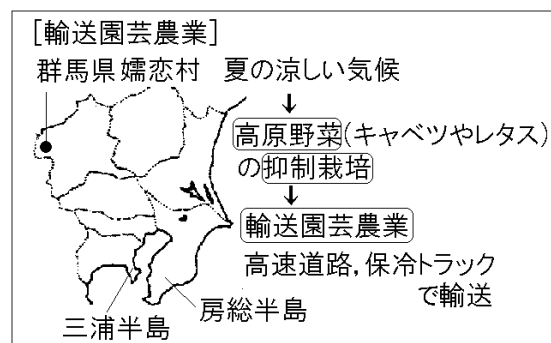 ［輸送園芸農業］
群馬県嬬恋村　夏の涼しい気候
↓
高原野菜(キャベツやレタス)
の抑制栽培
↓
輸送園芸農業
高速道路，保冷トラック
で輸送
房総半島
三浦半島